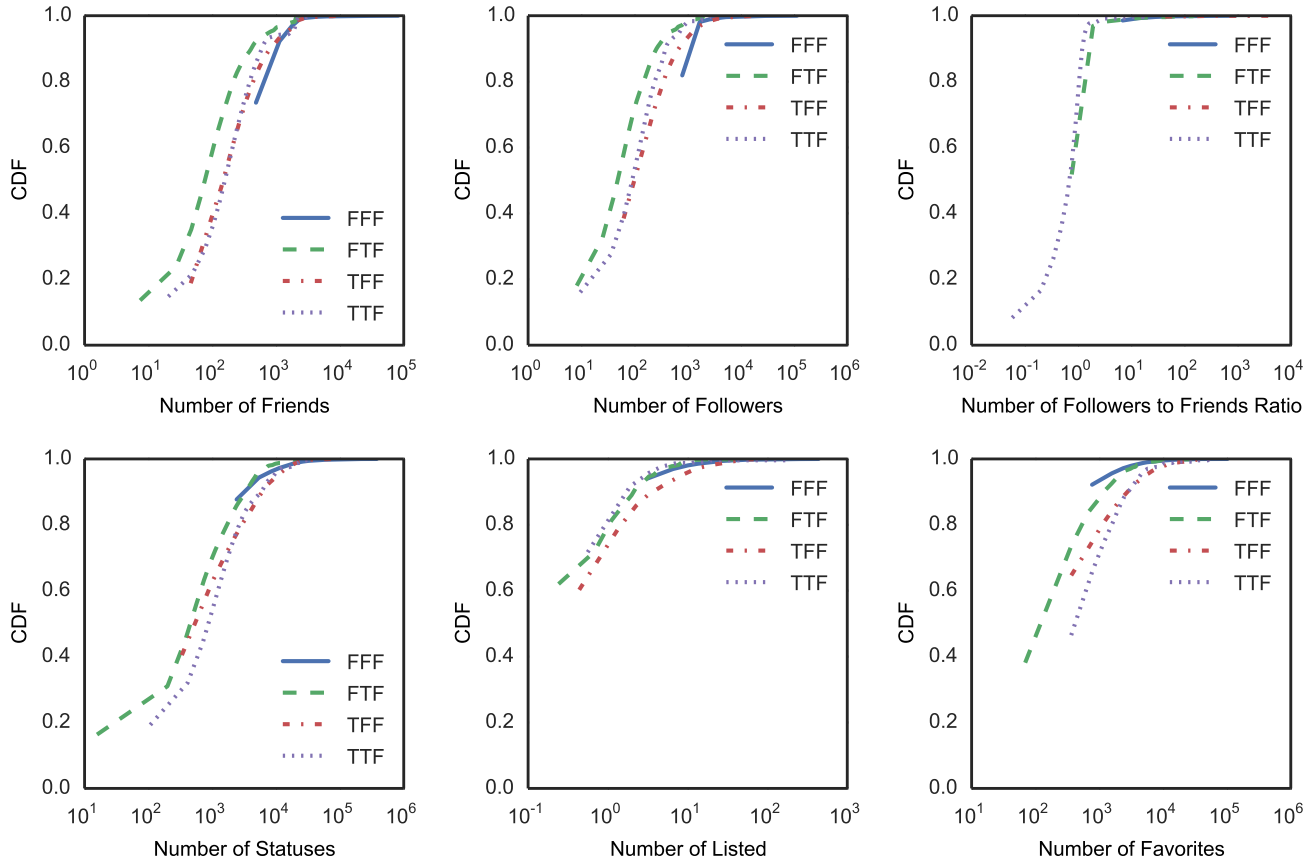 1.0
0.8
0.6
0.4
0.2
0.0
CDF
FFF
FTF
TFF
TTF
10^0 10^1 10^2 10^3 10^4 10^5
Number of Friends
1.0
0.8
0.6
0.4
0.2
0.0
CDF
FFF
FTF
TFF
TTF
10^0 10^1 10^2 10^3 10^4 10^5 10^6
Number of Followers
1.0
0.8
0.6
0.4
0.2
0.0
CDF
FFF
FTF
TFF
TTF
10^-2 10^-1 10^0 10^1 10^2 10^3 10^4
Number of Followers to Friends Ratio
1.0
0.8
0.6
0.4
0.2
0.0
CDF
FFF
FTF
TFF
TTF
10^1 10^2 10^3 10^4 10^5 10^6
Number of Statuses
1.0
0.8
0.6
0.4
0.2
0.0
CDF
FFF
FTF
TFF
TTF
10^-1 10^0 10^1 10^2 10^3
Number of Listed
1.0
0.8
0.6
0.4
0.2
0.0
CDF
FFF
FTF
TFF
TTF
10^1 10^2 10^3 10^4 10^5 10^6
Number of Favorites